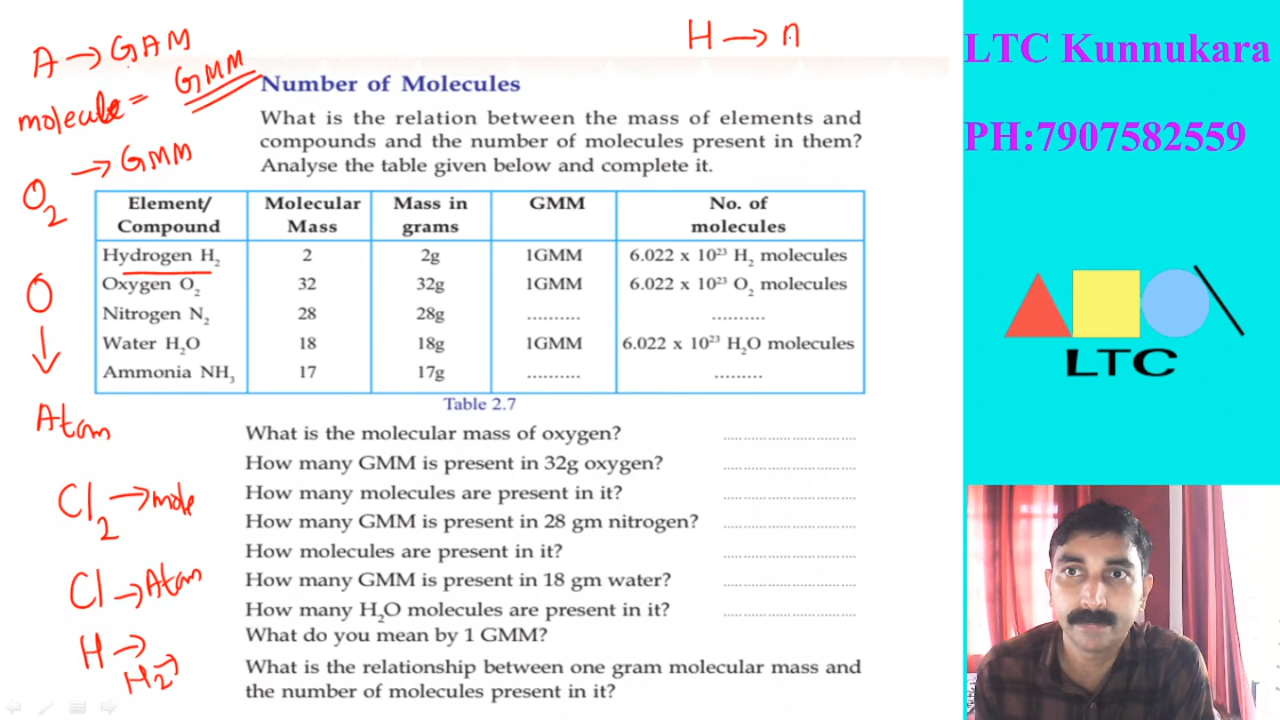 A → GAM
molecule = GMM
O₂ → GMM
O
↓
Atom
Cl₂ → mole
Cl → Atom
H →
H₂ →
H → n
Number of Molecules
What is the relation between the mass of elements and
compounds and the number of molecules present in them?
Analyse the table given below and complete it.
Element/ Compound | Molecular Mass | Mass in grams | GMM | No. of molecules
Hydrogen H₂ | 2 | 2g | 1GMM | 6.022 x 10²³ H₂ molecules
Oxygen O₂ | 32 | 32g | 1GMM | 6.022 x 10²³ O₂ molecules
Nitrogen N₂ | 28 | 28g | .......... | ..........
Water H₂O | 18 | 18g | 1GMM | 6.022 x 10²³ H₂O molecules
Ammonia NH₃ | 17 | 17g | .......... | .........
Table 2.7
What is the molecular mass of oxygen? ................................
How many GMM is present in 32g oxygen? ................................
How many molecules are present in it? ................................
How many GMM is present in 28 gm nitrogen? ................................
How molecules are present in it? ................................
How many GMM is present in 18 gm water? ................................
How many H₂O molecules are present in it? ................................
What do you mean by 1 GMM?
What is the relationship between one gram molecular mass and
the number of molecules present in it?
LTC Kunnukara
PH:7907582559
LTC